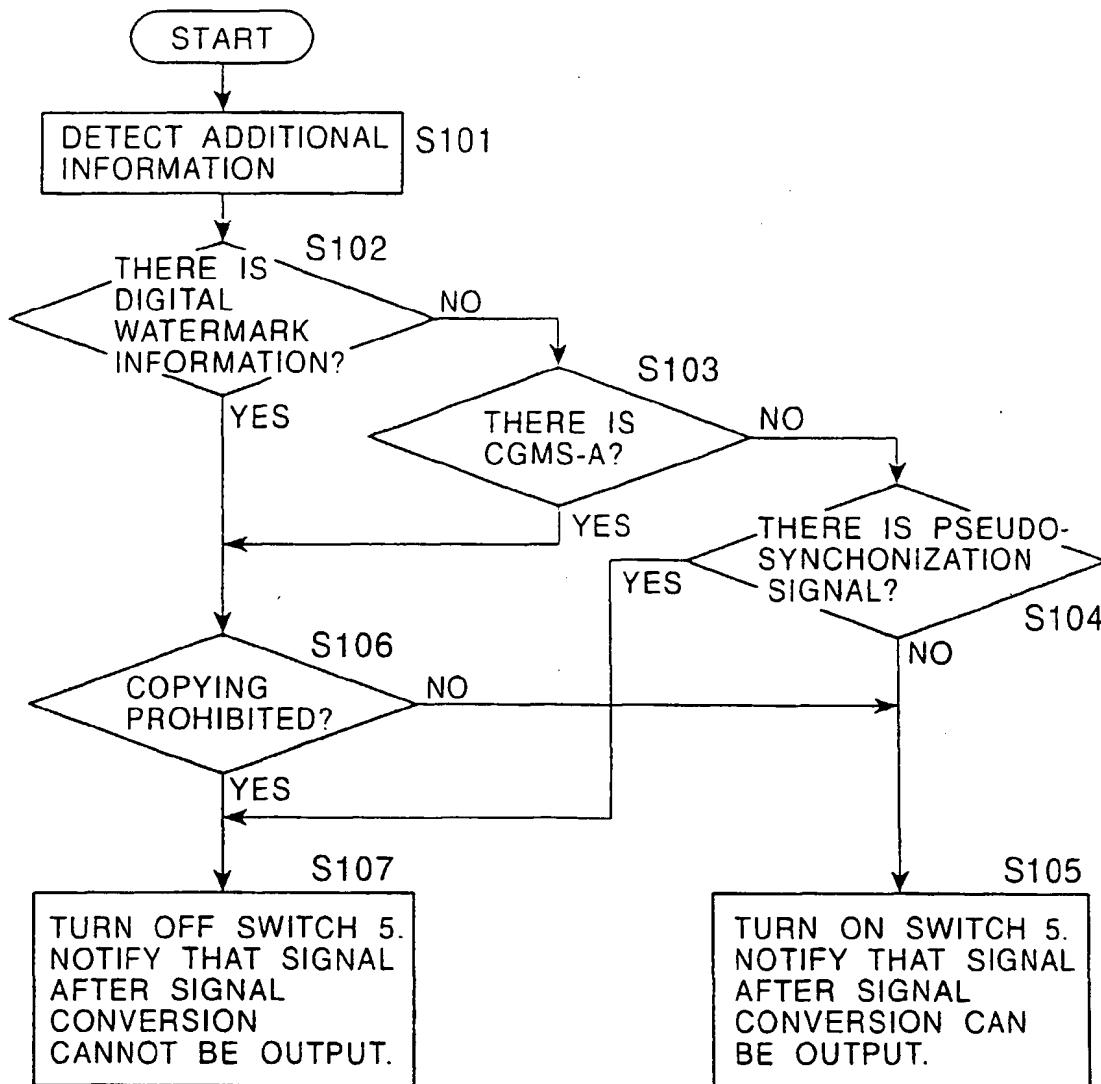 START
DETECT ADDITIONAL
INFORMATION
S101
S102
THERE IS
DIGITAL
WATERMARK
INFORMATION?
NO
YES
S103
THERE IS
CGMS-A?
NO
YES
THERE IS PSEUDO-
SYNCHONIZATION
SIGNAL?
YES
S104
NO
S106
COPYING
PROHIBITED?
NO
YES
S107
TURN OFF SWITCH 5.
NOTIFY THAT SIGNAL
AFTER SIGNAL
CONVERSION
CANNOT BE OUTPUT.
S105
TURN ON SWITCH 5.
NOTIFY THAT SIGNAL
AFTER SIGNAL
CONVERSION CAN
BE OUTPUT.